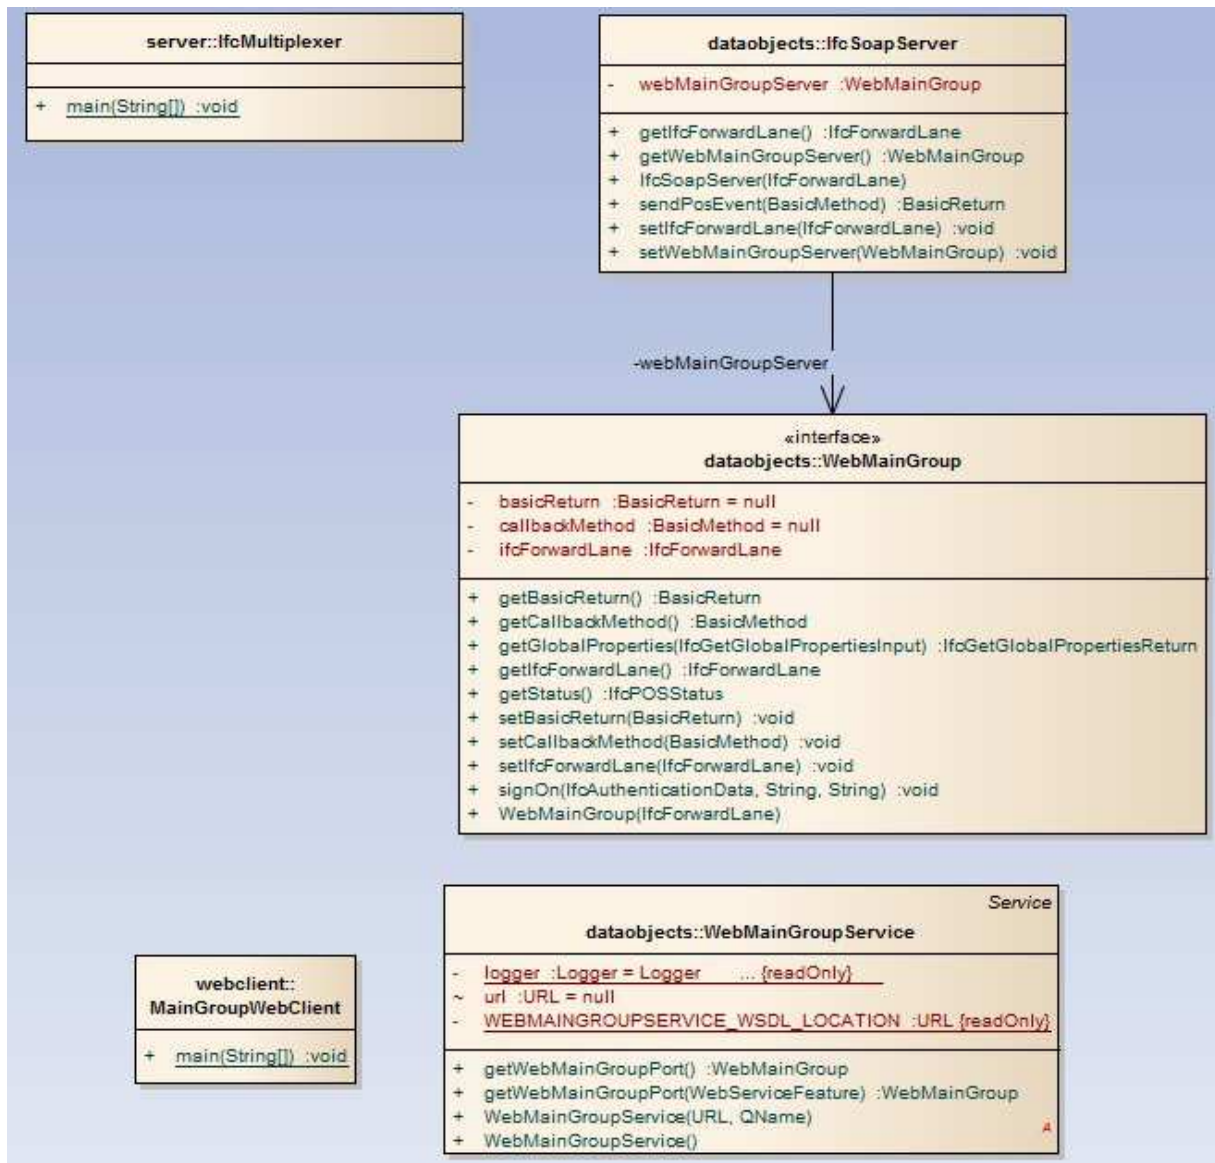 server::IfcMultiplexer
+ main(String[]) :void
dataobjects::IfcSoapServer
- webMainGroupServer :WebMainGroup
+ getIfcForwardLane() :IfcForwardLane
+ getWebMainGroupServer() :WebMainGroup
+ IfcSoapServer(IfcForwardLane)
+ sendPosEvent(BasicMethod) :BasicReturn
+ setIfcForwardLane(IfcForwardLane) :void
+ setWebMainGroupServer(WebMainGroup) :void
-webMainGroupServer
«interface»
dataobjects::WebMainGroup
- basicReturn :BasicReturn = null
- callbackMethod :BasicMethod = null
- ifcForwardLane :IfcForwardLane
+ getBasicReturn() :BasicReturn
+ getCallbackMethod() :BasicMethod
+ getGlobalProperties(IfcGetGlobalPropertiesInput) :IfcGetGlobalPropertiesReturn
+ getIfcForwardLane() :IfcForwardLane
+ getStatus() :IfcPOSStatus
+ setBasicReturn(BasicReturn) :void
+ setCallbackMethod(BasicMethod) :void
+ setIfcForwardLane(IfcForwardLane) :void
+ signOn(IfcAuthenticationData, String, String) :void
+ WebMainGroup(IfcForwardLane)
webclient::
MainGroupWebClient
+ main(String[]) :void
Service
dataobjects::WebMainGroupService
- logger :Logger = Logger ... {readOnly}
~ url :URL = null
- WEBMAINGROUPSERVICE_WSDL_LOCATION :URL {readOnly}
+ getWebMainGroupPort() :WebMainGroup
+ getWebMainGroupPort(WebServiceFeature) :WebMainGroup
+ WebMainGroupService(URL, QName)
+ WebMainGroupService()
A